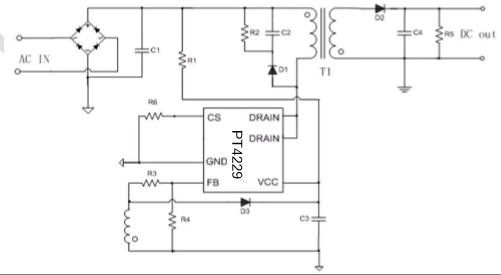 AC IN
C1
R1
R2
C2
D1
T1
D2
C4
R5
DC out
R6
CS
DRAIN
DRAIN
GND
FB
VCC
PT4229
R3
R4
D3
C3